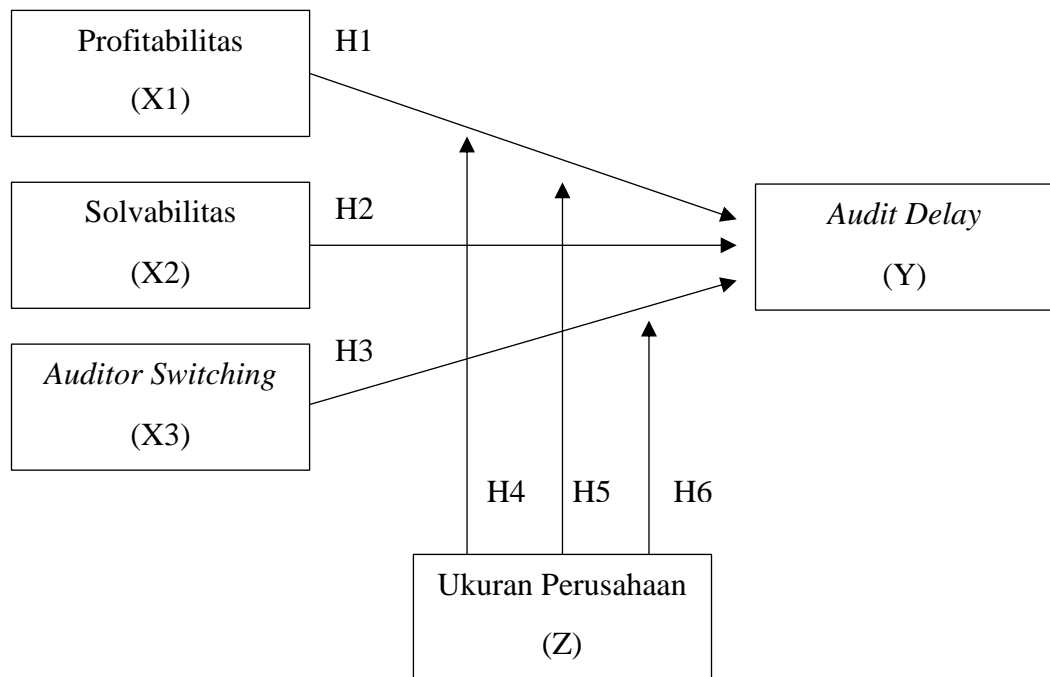 Profitabilitas
(X1)
H1
Solvabilitas
(X2)
H2
Auditor Switching
(X3)
H3
Audit Delay
(Y)
H4
H5
H6
Ukuran Perusahaan
(Z)